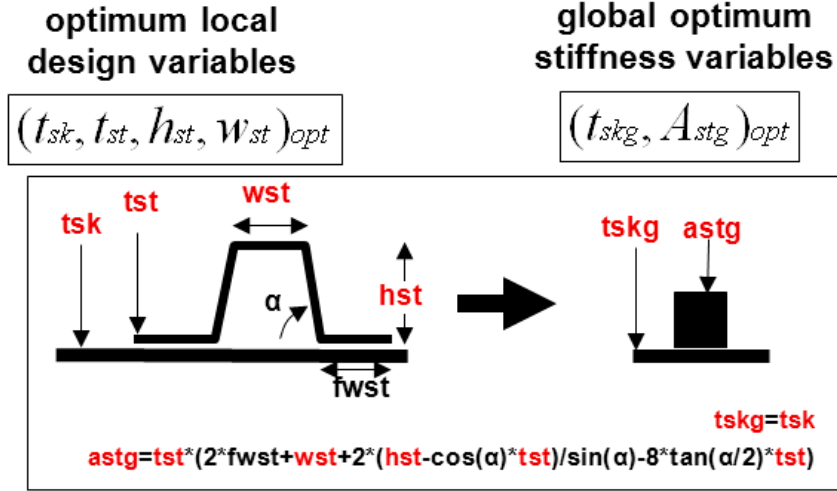 optimum local
design variables
global optimum
stiffness variables
(tsk, tst, hst, wst)opt
(tskg, Astg)opt
wst
tst
tsk
hst
α
fwst
tskg
astg
tskg=tsk
astg=tst*(2*fwst+wst+2*(hst-cos(α)*tst)/sin(α)-8*tan(α/2)*tst)